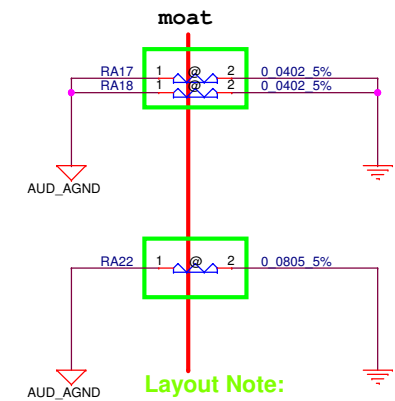 moat
RA17 1 @ 2 0_0402_5%
RA18 1 @ 2 0_0402_5%
AUD_AGND
RA22 1 @ 2 0_0805_5%
AUD_AGND
Layout Note: